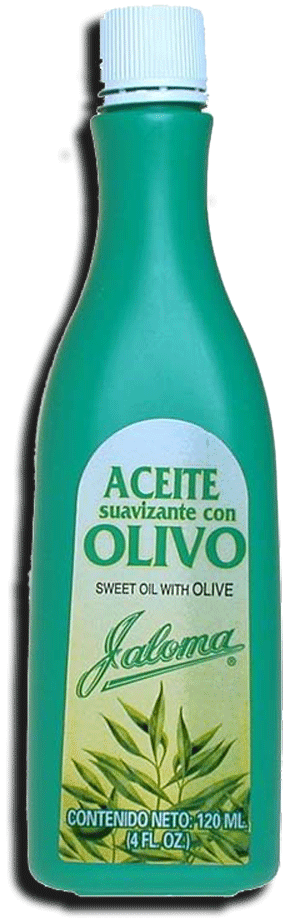 ACEITE
suavizante con
OLIVO
SWEET OIL WITH OLIVE
Jaloma®
CONTENIDO NETO: 120 ML.
(4 FL. OZ.)